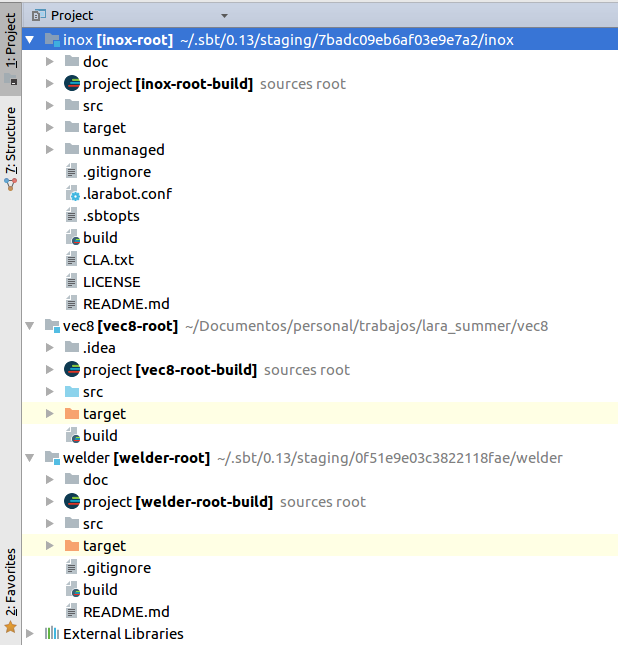 Project
inox [inox-root] ~/.sbt/0.13/staging/7badc09eb6af03e9e7a2/inox
doc
project [inox-root-build] sources root
src
target
unmanaged
.gitignore
.larabot.conf
.sbtopts
build
CLA.txt
LICENSE
README.md
vec8 [vec8-root] ~/Documentos/personal/trabajos/lara_summer/vec8
.idea
project [vec8-root-build] sources root
src
target
build
welder [welder-root] ~/.sbt/0.13/staging/0f51e9e03c3822118fae/welder
doc
project [welder-root-build] sources root
src
target
.gitignore
build
README.md
External Libraries
1: Project
7: Structure
2: Favorites